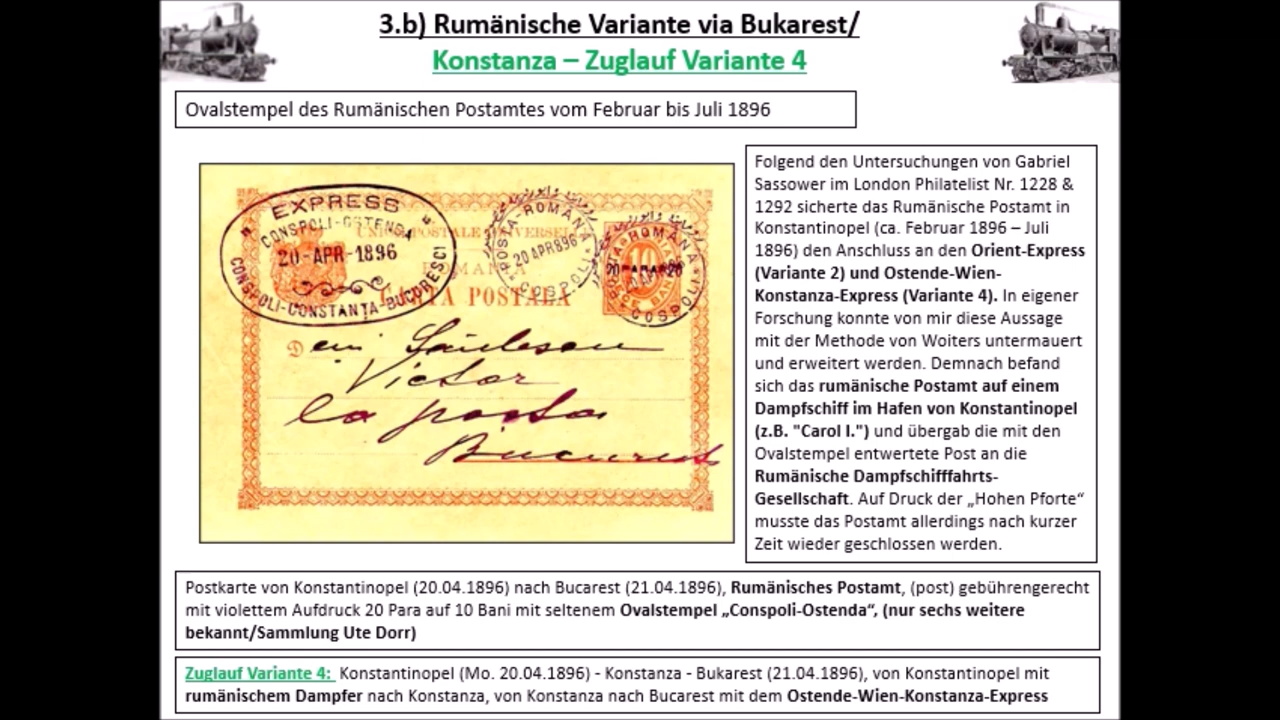 3.b) Rumänische Variante via Bukarest/
Konstanza – Zuglauf Variante 4
Ovalstempel des Rumänischen Postamtes vom Februar bis Juli 1896
EXPRESS
CONSPOLI-OSTENDA
20-APR-1896
CONSPOLI-CONSTANTA-BUCURESCI
POSTA-ROMANA
20 APR 896
COSPOLI
UNIVERSEL
ROMANIA
CARTA POSTALA
10
COSPOLI
Victor
la posta
Bucuresti
Folgend den Untersuchungen von Gabriel
Sassower im London Philatelist Nr. 1228 &
1292 sicherte das Rumänische Postamt in
Konstantinopel (ca. Februar 1896 – Juli
1896) den Anschluss an den Orient-Express
(Variante 2) und Ostende-Wien-
Konstanza-Express (Variante 4). In eigener
Forschung konnte von mir diese Aussage
mit der Methode von Woiters untermauert
und erweitert werden. Demnach befand
sich das rumänische Postamt auf einem
Dampfschiff im Hafen von Konstantinopel
(z.B. "Carol I.") und übergab die mit den
Ovalstempel entwertete Post an die
Rumänische Dampfschifffahrts-
Gesellschaft. Auf Druck der „Hohen Pforte“
musste das Postamt allerdings nach kurzer
Zeit wieder geschlossen werden.
Postkarte von Konstantinopel (20.04.1896) nach Bucarest (21.04.1896), Rumänisches Postamt, (post) gebührengerecht
mit violettem Aufdruck 20 Para auf 10 Bani mit seltenem Ovalstempel „Conspoli-Ostenda“, (nur sechs weitere
bekannt/Sammlung Ute Dorr)
Zuglauf Variante 4: Konstantinopel (Mo. 20.04.1896) - Konstanza - Bukarest (21.04.1896), von Konstantinopel mit
rumänischem Dampfer nach Konstanza, von Konstanza nach Bucarest mit dem Ostende-Wien-Konstanza-Express